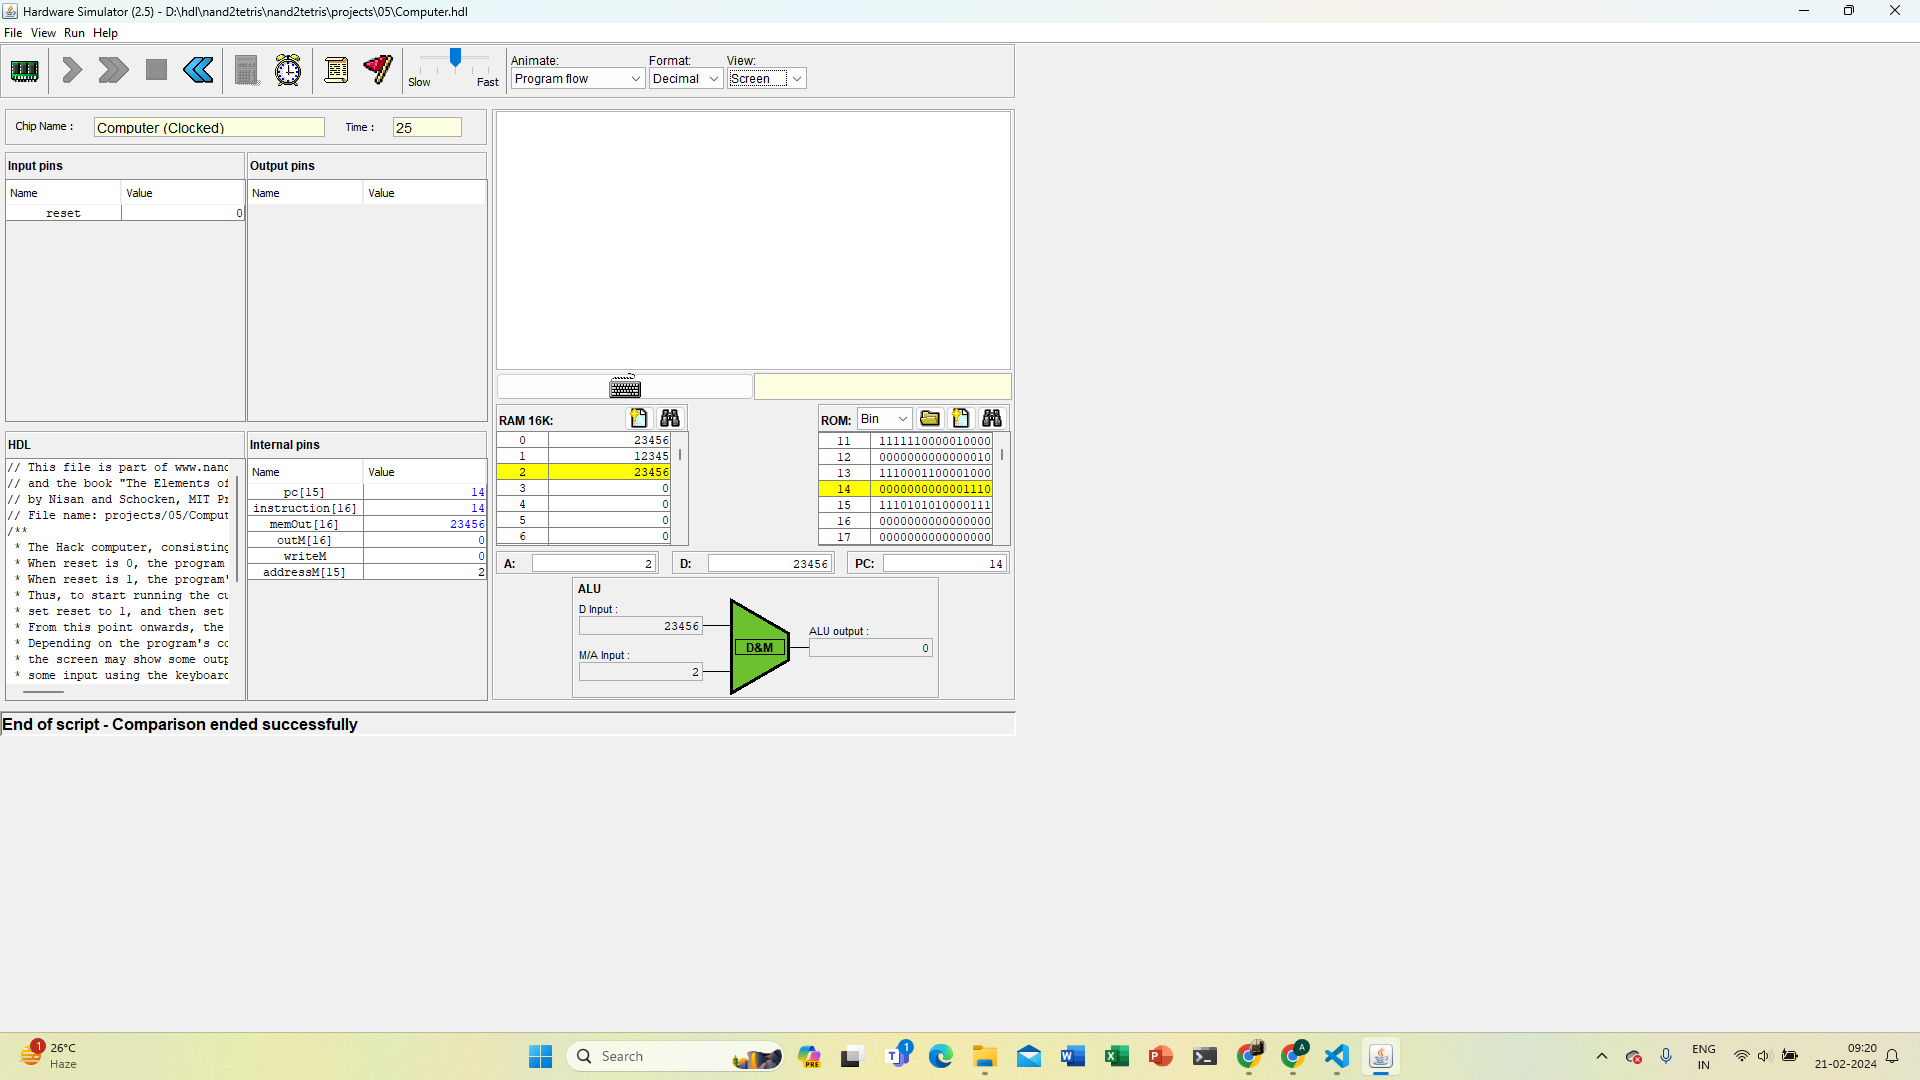 Hardware Simulator (2.5) - D:\hdl\nand2tetris\nand2tetris\projects\05\Computer.hdl
File View Run Help
Slow Fast
Animate: Format: View:
Program flow Decimal Screen
Chip Name : Computer (Clocked) Time : 25
Input pins
Name Value
reset 0
Output pins
Name Value
HDL
// This file is part of www.nand
// and the book "The Elements of
// by Nisan and Schocken, MIT Pr
// File name: projects/05/Comput
/**
* The Hack computer, consisting
* When reset is 0, the program
* When reset is 1, the program'
* Thus, to start running the cu
* set reset to 1, and then set
* From this point onwards, the
* Depending on the program's co
* the screen may show some outp
* some input using the keyboard
Internal pins
Name Value
pc[15] 14
instruction[16] 14
memOut[16] 23456
outM[16] 0
writeM 0
addressM[15] 2
RAM 16K:
0 23456
1 12345
2 23456
3 0
4 0
5 0
6 0
ROM: Bin
11 1111110000010000
12 0000000000000010
13 1110001100001000
14 0000000000001110
15 1110101010000111
16 0000000000000000
17 0000000000000000
A: 2 D: 23456 PC: 14
ALU
D Input :
23456
M/A Input :
2
D&M
ALU output :
0
End of script - Comparison ended successfully
1
26°C
Haze
Search
PRE
1
A
ENG
IN
09:20
21-02-2024